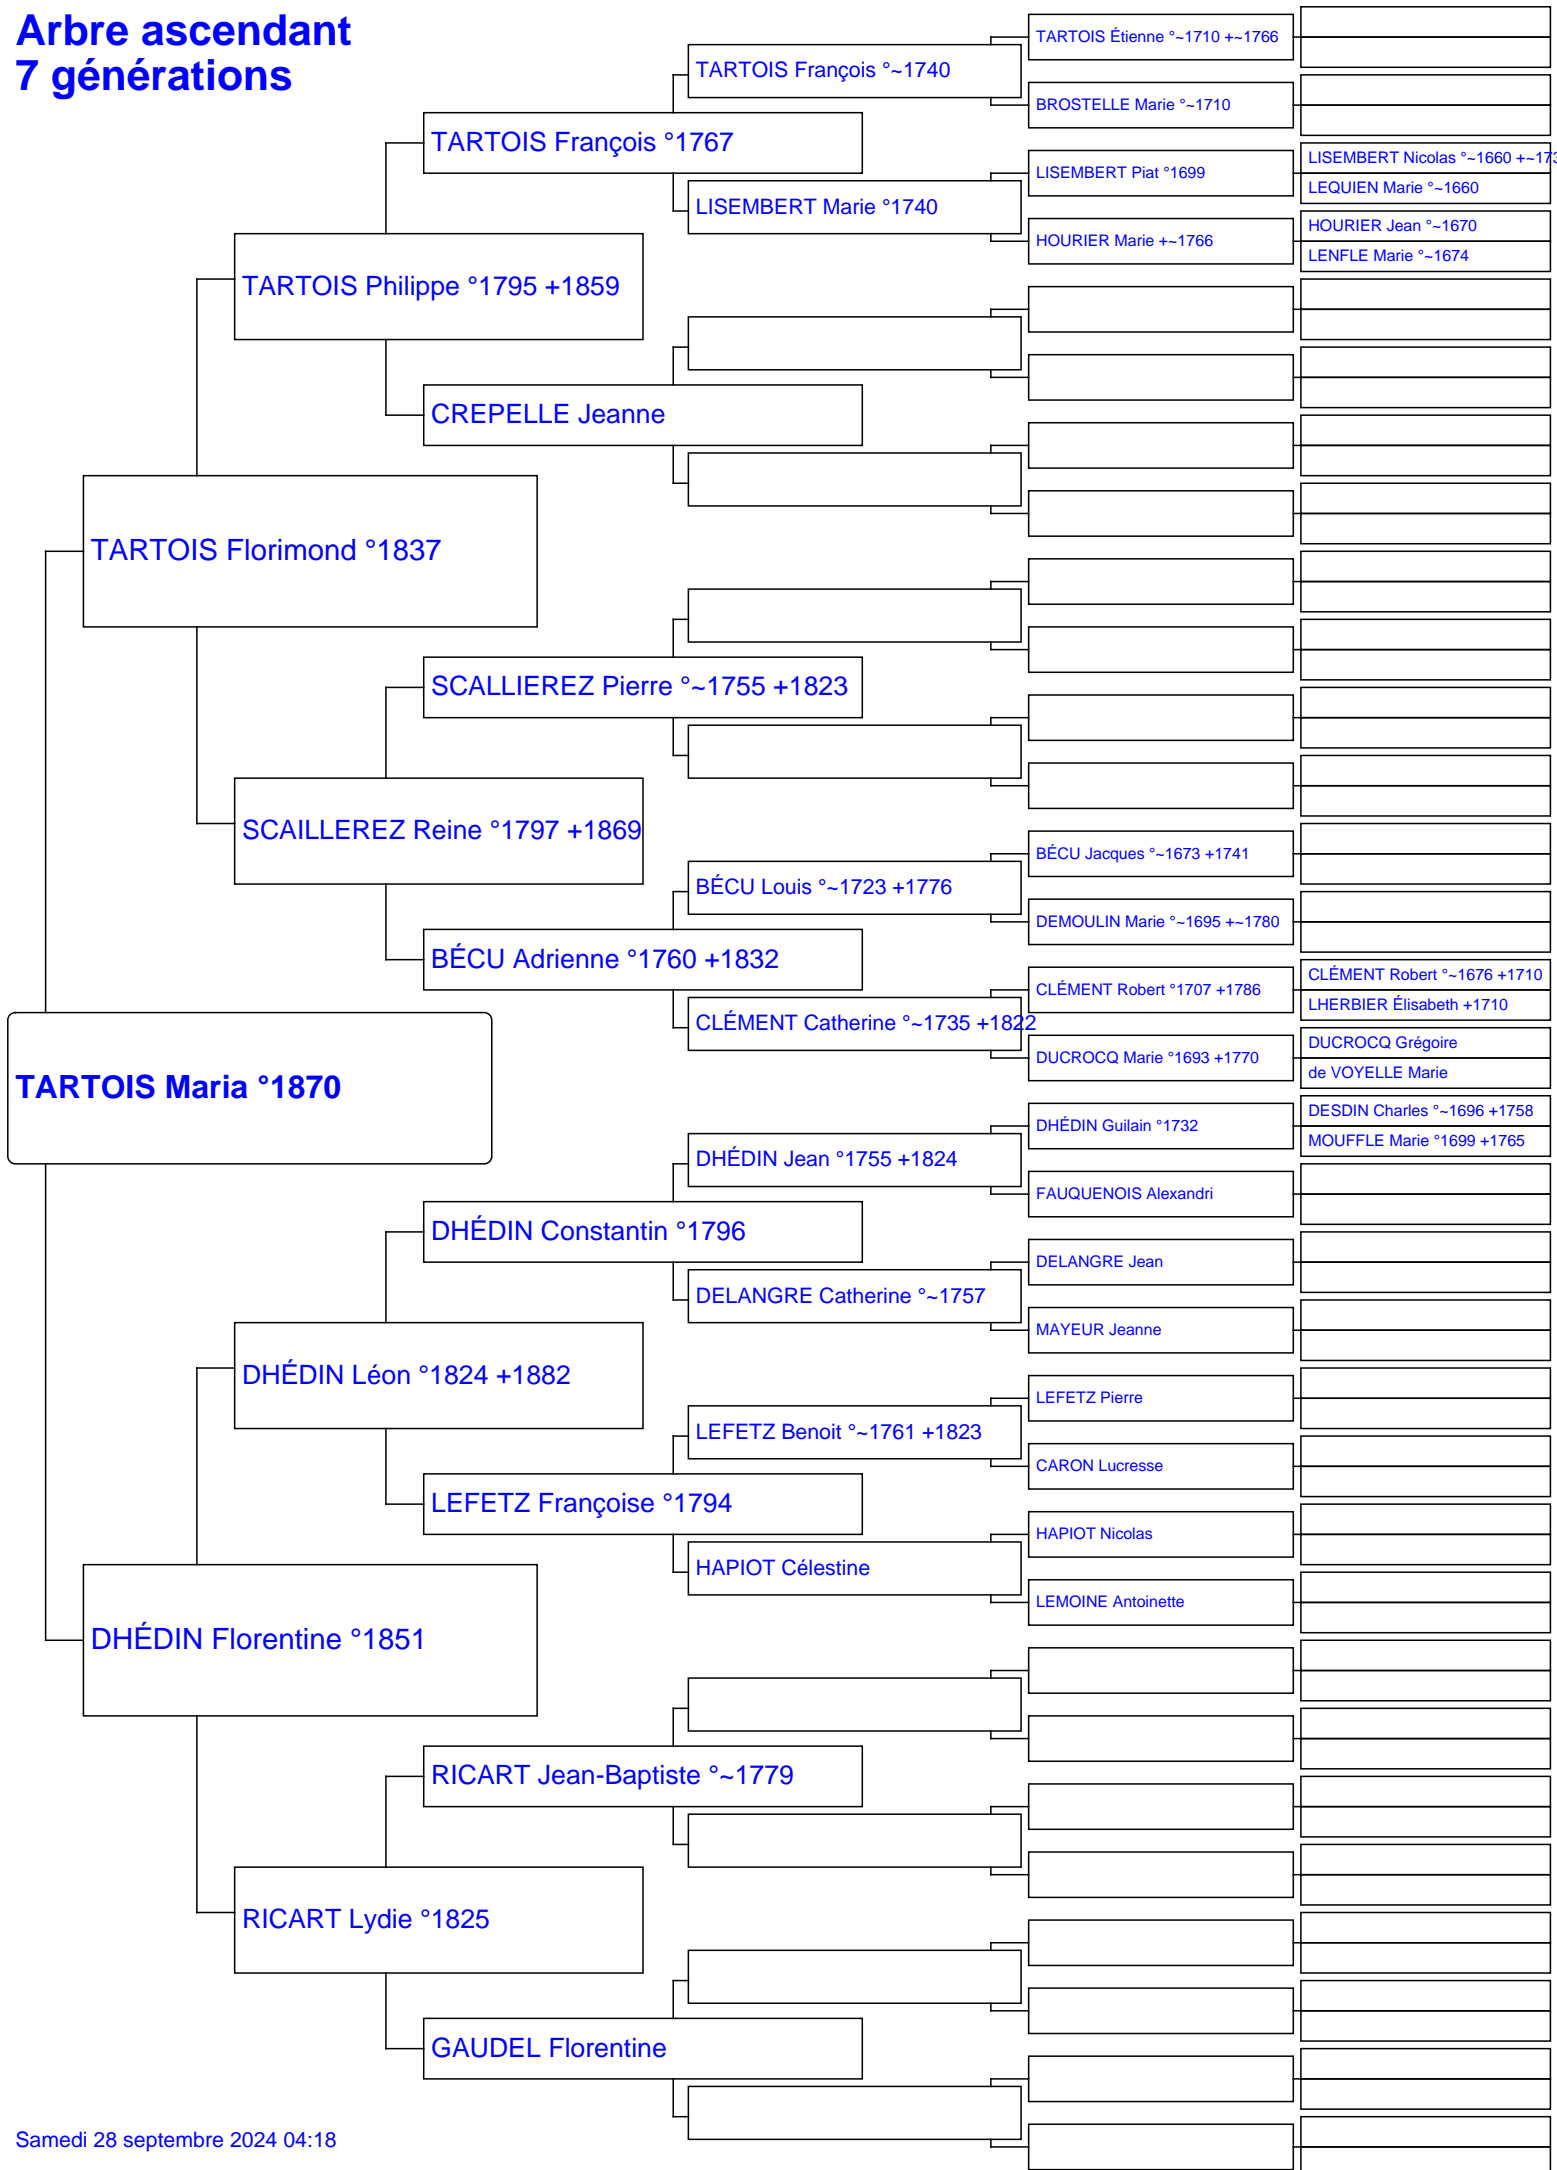 Arbre ascendant
7 générations
TARTOIS Maria °1870
TARTOIS Florimond °1837
DHÉDIN Florentine °1851
TARTOIS Philippe °1795 +1859
SCAILLEREZ Reine °1797 +1869
DHÉDIN Léon °1824 +1882
RICART Lydie °1825
TARTOIS François °1767
CREPELLE Jeanne
SCALLIEREZ Pierre °~1755 +1823
BÉCU Adrienne °1760 +1832
DHÉDIN Constantin °1796
LEFETZ Françoise °1794
RICART Jean-Baptiste °~1779
GAUDEL Florentine
TARTOIS François °~1740
LISEMBERT Marie °1740
BÉCU Louis °~1723 +1776
CLÉMENT Catherine °~1735 +1822
DHÉDIN Jean °1755 +1824
DELANGRE Catherine °~1757
LEFETZ Benoit °~1761 +1823
HAPIOT Célestine
TARTOIS Étienne °~1710 +~1766
BROSTELLE Marie °~1710
LISEMBERT Piat °1699
HOURIER Marie +~1766
BÉCU Jacques °~1673 +1741
DEMOULIN Marie °~1695 +~1780
CLÉMENT Robert °1707 +1786
DUCROCQ Marie °1693 +1770
DHÉDIN Guilain °1732
FAUQUENOIS Alexandri
DELANGRE Jean
MAYEUR Jeanne
LEFETZ Pierre
CARON Lucresse
HAPIOT Nicolas
LEMOINE Antoinette
LISEMBERT Nicolas °~1660
LEQUIEN Marie °~1660
HOURIER Jean °~1670
LENFLE Marie °~1674
CLÉMENT Robert °~1676 +1710
LHERBIER Élisabeth +1710
DUCROCQ Grégoire
de VOYELLE Marie
DESDIN Charles °~1696 +1758
MOUFFLE Marie °1699 +1765
Samedi 28 septembre 2024 04:18